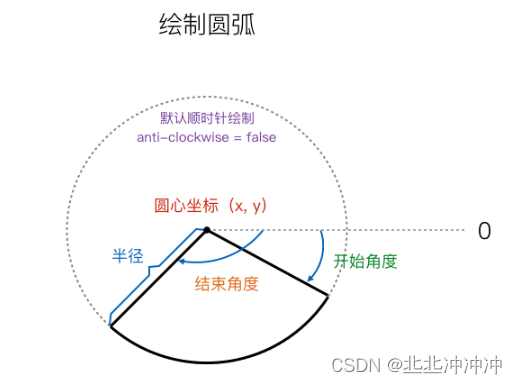 绘制圆弧
默认顺时针绘制
anti-clockwise = false
圆心坐标（x, y）
0
半径
开始角度
结束角度
CSDN @北北冲冲冲